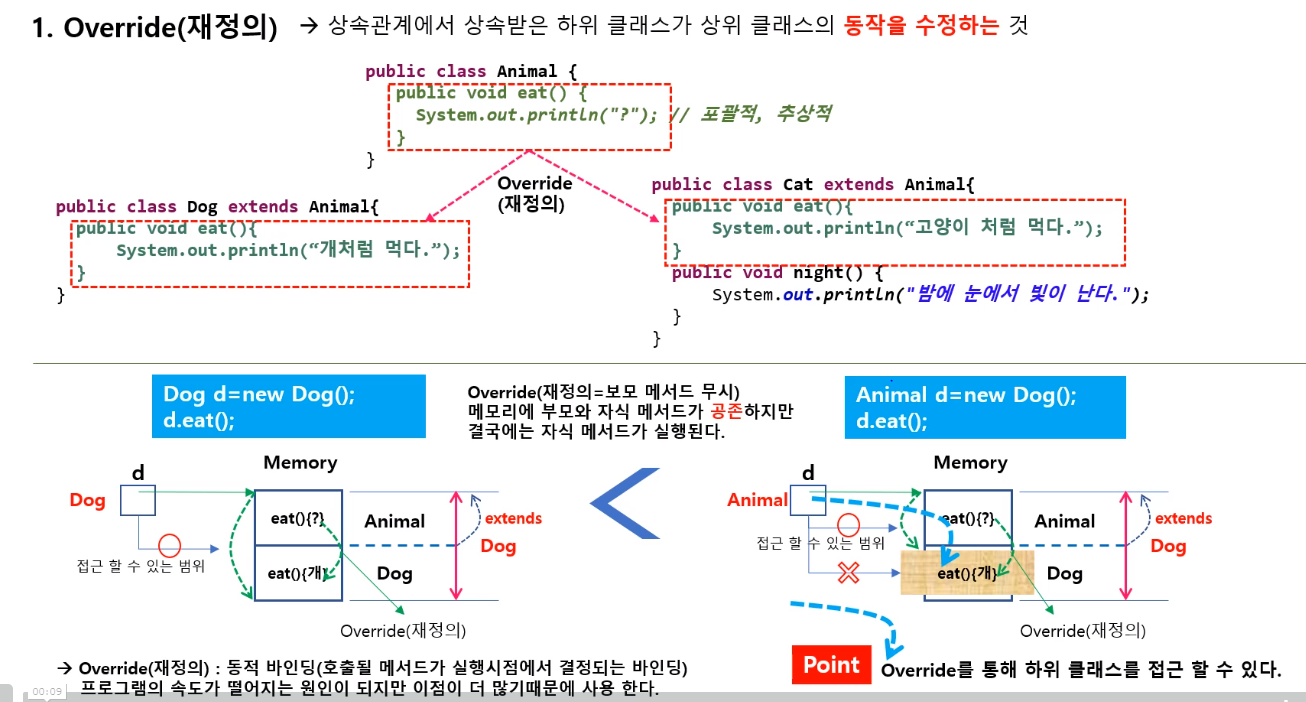 1. Override(재정의) → 상속관계에서 상속받은 하위 클래스가 상위 클래스의 동작을 수정하는 것
public class Animal {
public void eat() {
System.out.println("?"); // 포괄적, 추상적
}
}
Override
(재정의)
public class Dog extends Animal{
public void eat(){
System.out.println(“개처럼 먹다.”);
}
}
public class Cat extends Animal{
public void eat(){
System.out.println(“고양이 처럼 먹다.”);
}
public void night() {
System.out.println("밤에 눈에서 빛이 난다.");
}
}
Dog d=new Dog();
d.eat();
Override(재정의=보모 메서드 무시)
메모리에 부모와 자식 메서드가 공존하지만
결국에는 자식 메서드가 실행된다.
Animal d=new Dog();
d.eat();
Memory
d
Dog
eat(){?}
Animal
extends
Dog
접근 할 수 있는 범위
eat(){개}
Dog
Override(재정의)
Memory
d
Animal
eat(){?}
Animal
extends
Dog
접근 할 수 있는 범위
eat(){개}
Dog
Override(재정의)
→ Override(재정의) : 동적 바인딩(호출될 메서드가 실행시점에서 결정되는 바인딩)
프로그램의 속도가 떨어지는 원인이 되지만 이점이 더 많기때문에 사용 한다.
Point
Override를 통해 하위 클래스를 접근 할 수 있다.
00:09